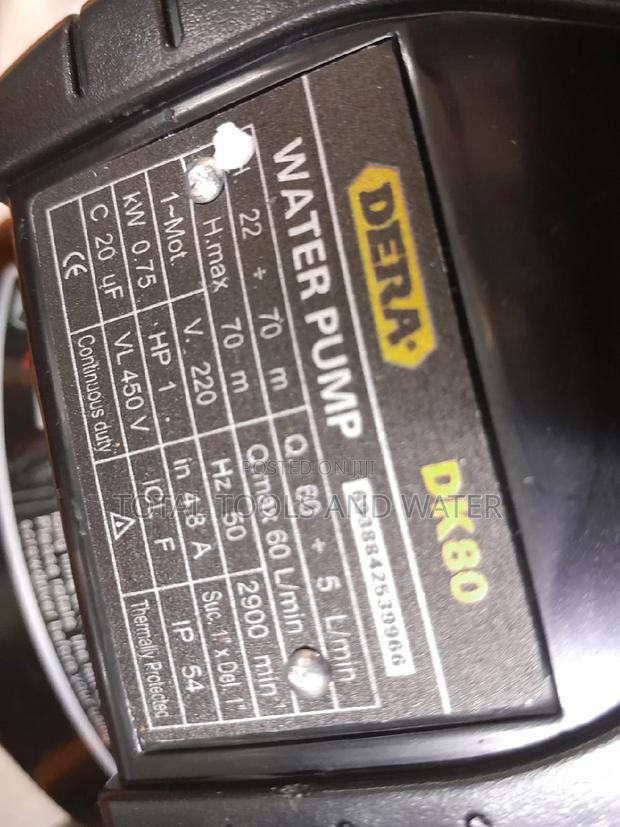 DERA
DK80
WATER PUMP
H 22 ÷ 70 m Q 60 ÷ 5 L/min
H.max 70 m Qmax 60 L/min
1~Mot. V. 220 Hz 50 2900 min
kW 0.75 HP 1 in 4.8 A Suc. 1" x Del. 1"
C 20 µF VL 450 V ICL F IP 54
CE Continuous duty Thermally Protected
POSTED ON JIJI
TOTAL TOOLS AND WATER